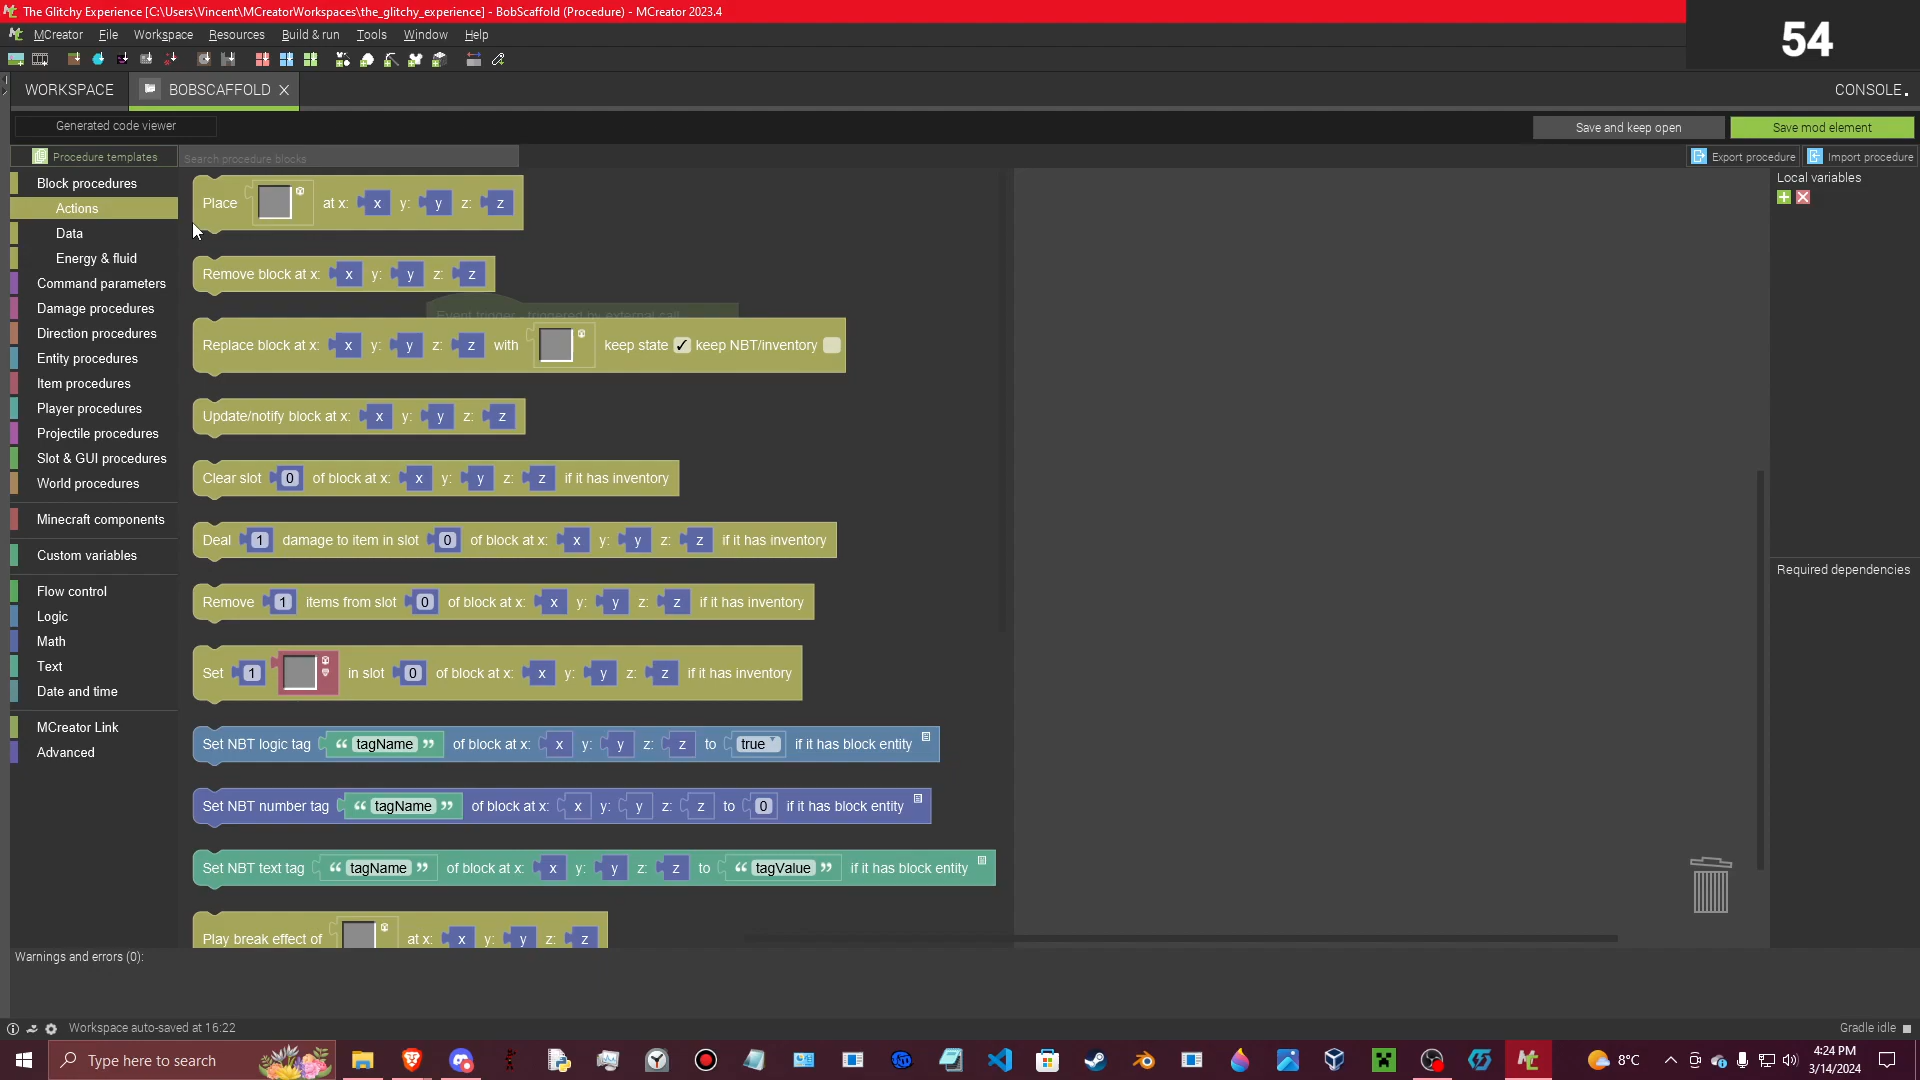 The Glitchy Experience [C:\Users\Vincent\MCreatorWorkspaces\the_glitchy_experience] - BobScaffold (Procedure) - MCreator 2023.4
54
MCreator File Workspace Resources Build & run Tools Window Help
WORKSPACE BOBSCAFFOLD CONSOLE
Generated code viewer Save and keep open Save mod element
Procedure templates Search procedure blocks Export procedure Import procedure
Local variables
Block procedures
Actions
Data
Energy & fluid
Command parameters
Damage procedures
Direction procedures
Entity procedures
Item procedures
Player procedures
Projectile procedures
Slot & GUI procedures
World procedures
Minecraft components
Custom variables
Flow control
Logic
Math
Text
Date and time
MCreator Link
Advanced
Place at x: x y: y z: z
Remove block at x: x y: y z: z
Event trigger - triggered by external call
Replace block at x: x y: y z: z with keep state ✓ keep NBT/inventory
Update/notify block at x: x y: y z: z
Clear slot 0 of block at x: x y: y z: z if it has inventory
Deal 1 damage to item in slot 0 of block at x: x y: y z: z if it has inventory
Remove 1 items from slot 0 of block at x: x y: y z: z if it has inventory
Set 1 in slot 0 of block at x: x y: y z: z if it has inventory
Set NBT logic tag “ tagName ” of block at x: x y: y z: z to true if it has block entity
Set NBT number tag “ tagName ” of block at x: x y: y z: z to 0 if it has block entity
Set NBT text tag “ tagName ” of block at x: x y: y z: z to “ tagValue ” if it has block entity
Play break effect of at x: x y: y z: z
Required dependencies
Warnings and errors (0):
Workspace auto-saved at 16:22 Gradle idle
Type here to search 8°C 4:24 PM
3/14/2024